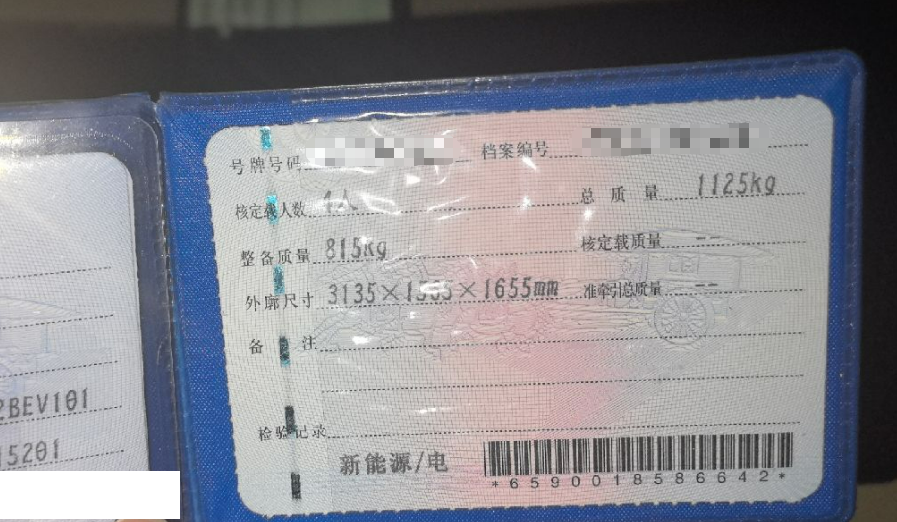 号牌号码
档案编号
核定载人数 4人
总质量 1125kg
整备质量 815kg
核定载质量 --
外廓尺寸 3135× × 1655mm
准牵引总质量 --
备注
2BEV101
检验记录
15201
新能源/电
*6590018586642*